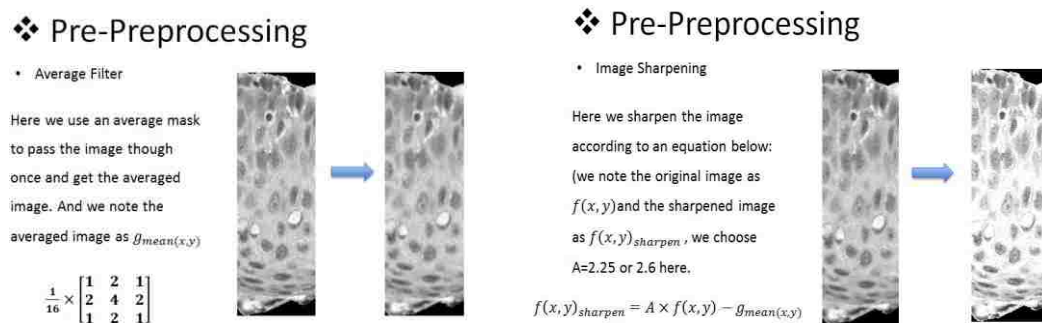 ❖ Pre-Preprocessing
• Average Filter
Here we use an average mask
to pass the image though
once and get the averaged
image. And we note the
averaged image as g_mean(x,y)
1/16 × [1 2 1
2 4 2
1 2 1]
❖ Pre-Preprocessing
• Image Sharpening
Here we sharpen the image
according to an equation below:
(we note the original image as
f(x,y)and the sharpened image
as f(x,y)_sharpen, we choose
A=2.25 or 2.6 here.
f(x,y)_sharpen = A × f(x,y) − g_mean(x,y)